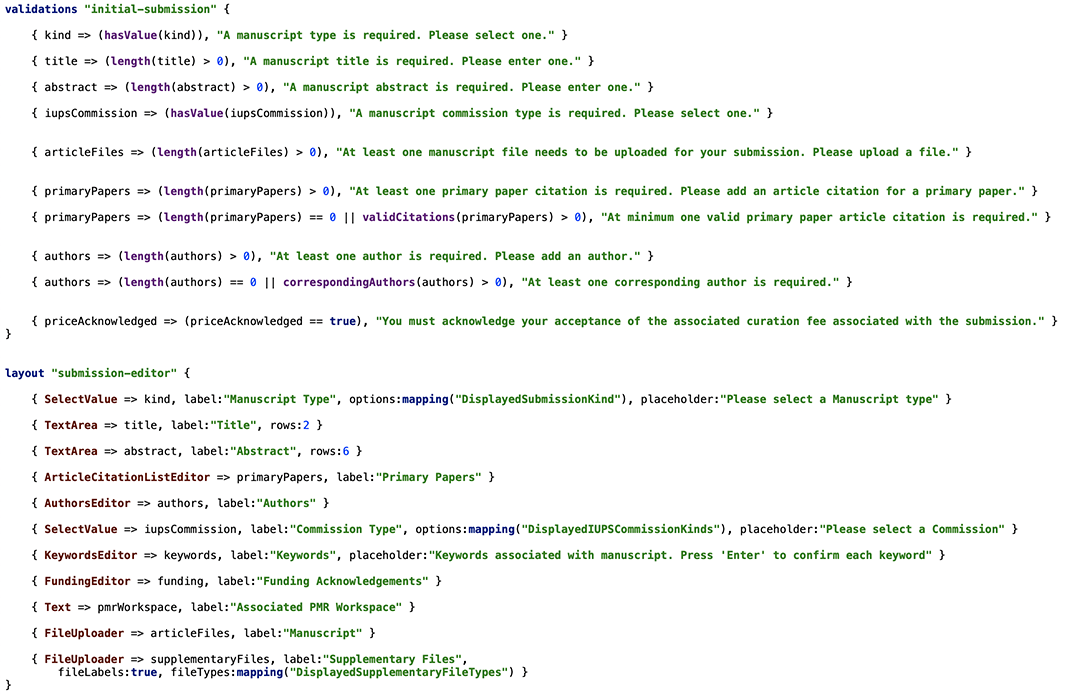 validations "initial-submission" {
{ kind => (hasValue(kind)), "A manuscript type is required. Please select one." }
{ title => (length(title) > 0), "A manuscript title is required. Please enter one." }
{ abstract => (length(abstract) > 0), "A manuscript abstract is required. Please enter one." }
{ iupsCommission => (hasValue(iupsCommission)), "A manuscript commission type is required. Please select one." }
{ articleFiles => (length(articleFiles) > 0), "At least one manuscript file needs to be uploaded for your submission. Please upload a file." }
{ primaryPapers => (length(primaryPapers) > 0), "At least one primary paper citation is required. Please add an article citation for a primary paper." }
{ primaryPapers => (length(primaryPapers) == 0 || validCitations(primaryPapers) > 0), "At minimum one valid primary paper article citation is required." }
{ authors => (length(authors) > 0), "At least one author is required. Please add an author." }
{ authors => (length(authors) == 0 || correspondingAuthors(authors) > 0), "At least one corresponding author is required." }
{ priceAcknowledged => (priceAcknowledged == true), "You must acknowledge your acceptance of the associated curation fee associated with the submission." }
}
layout "submission-editor" {
{ SelectValue => kind, label:"Manuscript Type", options:mapping("DisplayedSubmissionKind"), placeholder:"Please select a Manuscript type" }
{ TextArea => title, label:"Title", rows:2 }
{ TextArea => abstract, label:"Abstract", rows:6 }
{ ArticleCitationListEditor => primaryPapers, label:"Primary Papers" }
{ AuthorsEditor => authors, label:"Authors" }
{ SelectValue => iupsCommission, label:"Commission Type", options:mapping("DisplayedIUPSCommissionKinds"), placeholder:"Please select a Commission" }
{ KeywordsEditor => keywords, label:"Keywords", placeholder:"Keywords associated with manuscript. Press 'Enter' to confirm each keyword" }
{ FundingEditor => funding, label:"Funding Acknowledgements" }
{ Text => pmrWorkspace, label:"Associated PMR Workspace" }
{ FileUploader => articleFiles, label:"Manuscript" }
{ FileUploader => supplementaryFiles, label:"Supplementary Files",
fileLabels:true, fileTypes:mapping("DisplayedSupplementaryFileTypes") }
}